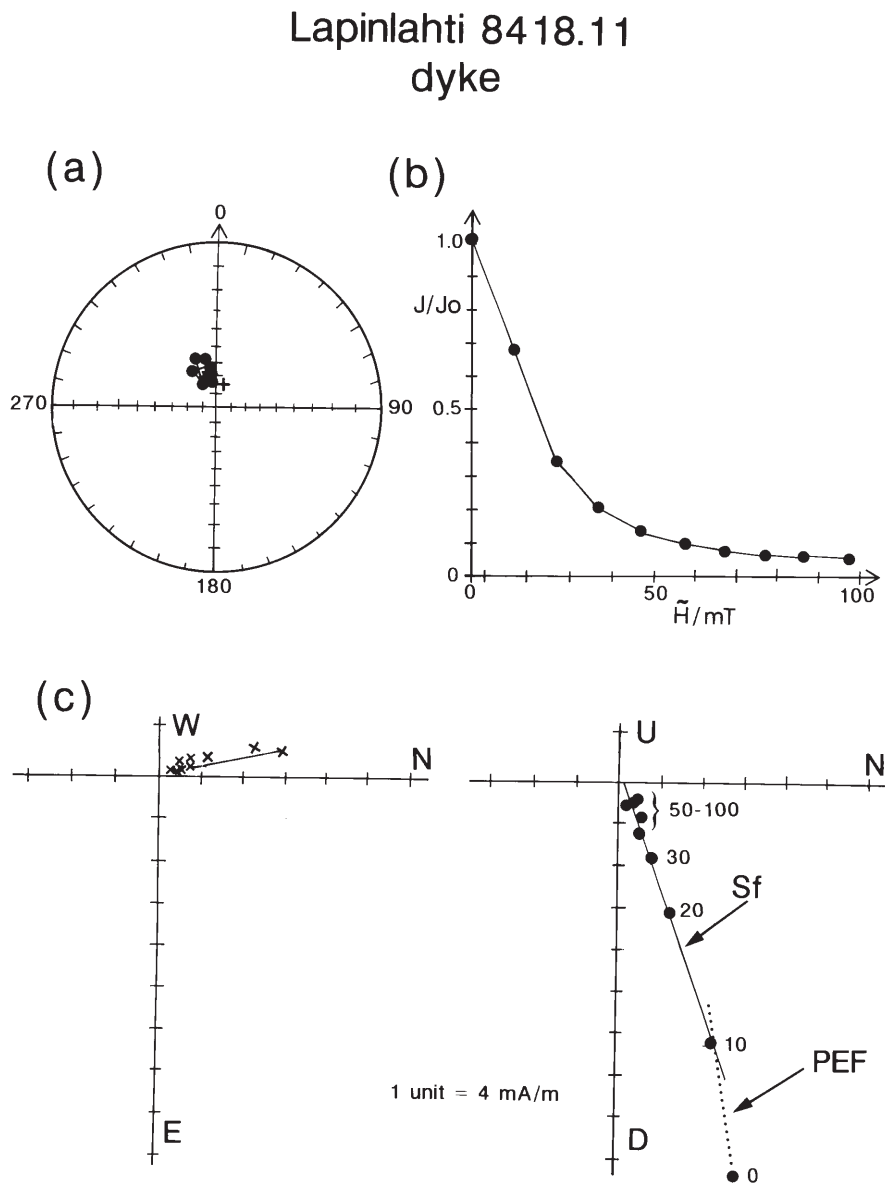 Lapinlahti 8418.11
dyke
(a)
(b)
0
270
90
180
1.0
J/Jo
0.5
0
0
50
100
H̃/mT
(c)
W
N
E
U
N
50-100
30
Sf
20
10
PEF
1 unit = 4 mA/m
D
0